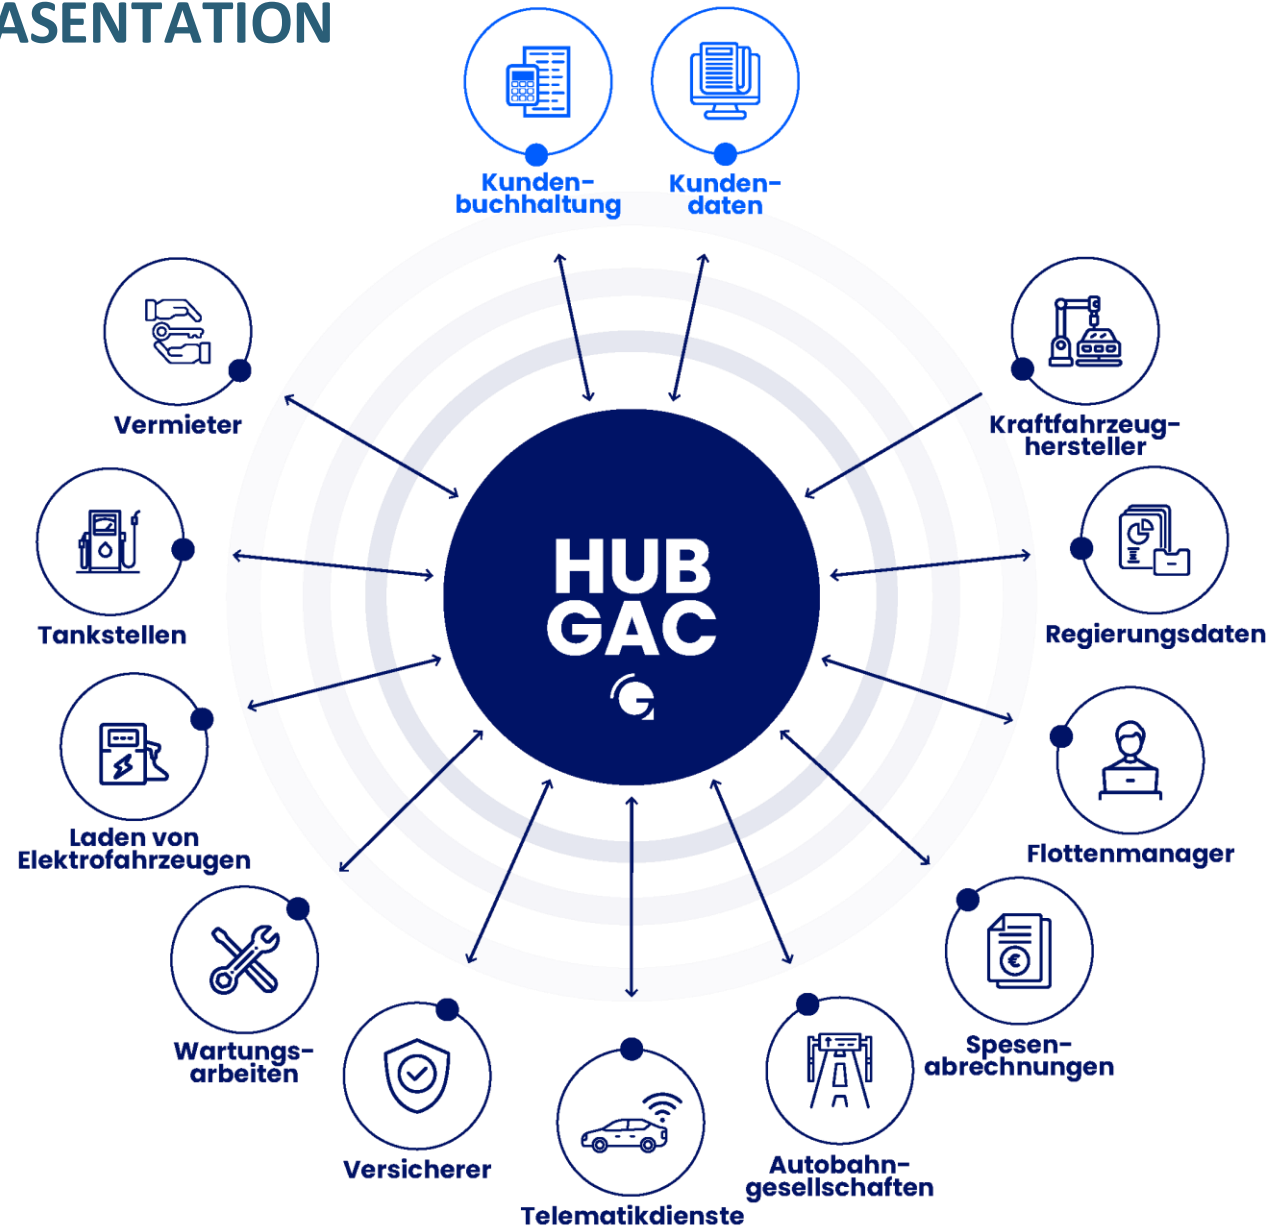 ASENTATION
Kunden-
buchhaltung
Kunden-
daten
Vermieter
Kraftfahrzeug-
hersteller
Tankstellen
Regierungsdaten
HUB
GAC
Laden von
Elektrofahrzeugen
Flottenmanager
Wartungs-
arbeiten
Spesen-
abrechnungen
€
Versicherer
Autobahn-
gesellschaften
Telematikdienste